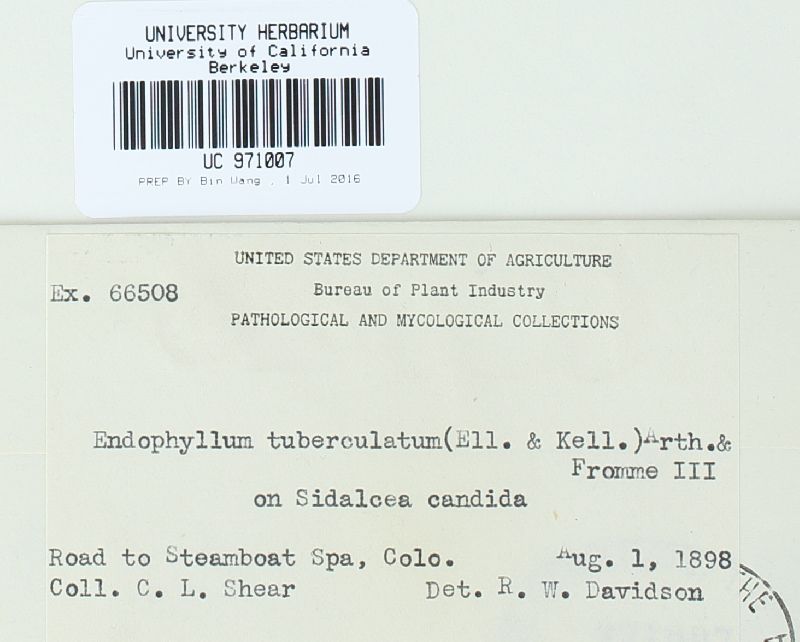 UNIVERSITY HERBARIUM
University of California
Berkeley
UC 971007
PREP BY Bin Wang , 1 Jul 2016
UNITED STATES DEPARTMENT OF AGRICULTURE
Ex. 66508
Bureau of Plant Industry
PATHOLOGICAL AND MYCOLOGICAL COLLECTIONS
Endophyllum tuberculatum(Ell. & Kell.)Arth.&
Fromme III
on Sidalcea candida
Road to Steamboat Spa, Colo. Aug. 1, 1898
Coll. C. L. Shear Det. R. W. Davidson
THE